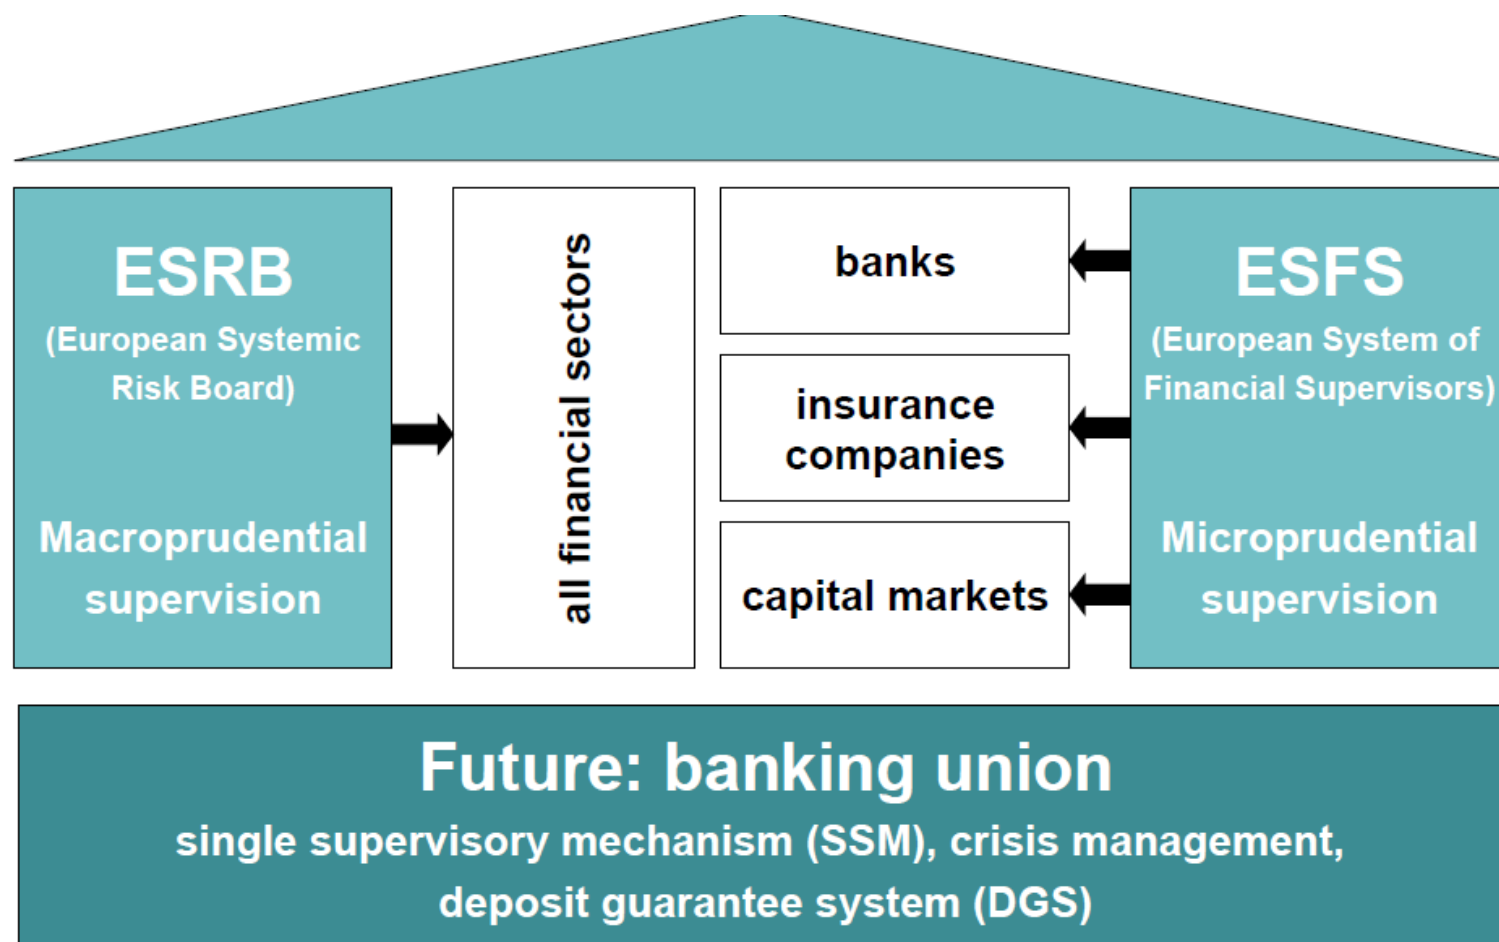 ESRB
(European Systemic
Risk Board)
Macroprudential
supervision
all financial sectors
banks
insurance
companies
capital markets
ESFS
(European System of
Financial Supervisors)
Microprudential
supervision
Future: banking union
single supervisory mechanism (SSM), crisis management,
deposit guarantee system (DGS)